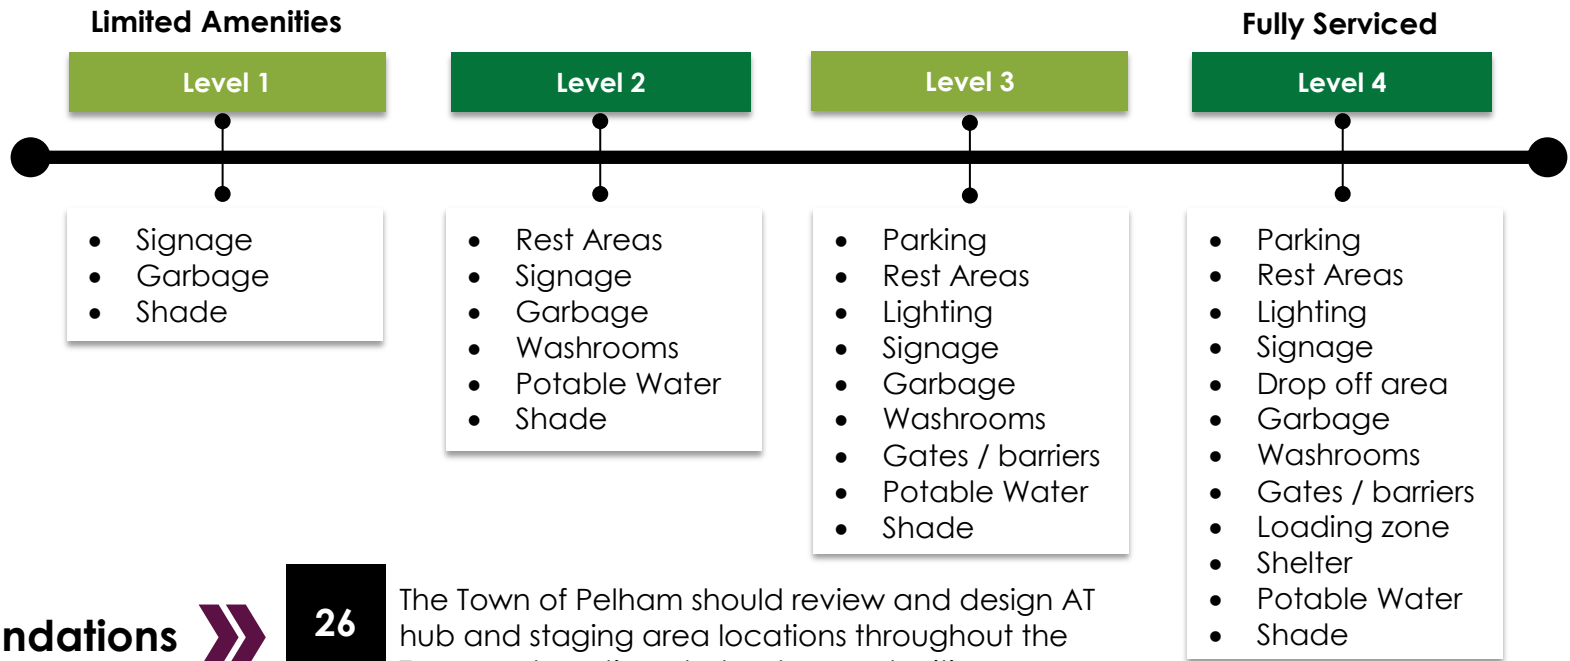 Limited Amenities
Fully Serviced
Level 1
Level 2
Level 3
Level 4
• Signage
• Garbage
• Shade
• Rest Areas
• Signage
• Garbage
• Washrooms
• Potable Water
• Shade
• Parking
• Rest Areas
• Lighting
• Signage
• Garbage
• Washrooms
• Gates / barriers
• Potable Water
• Shade
• Parking
• Rest Areas
• Lighting
• Signage
• Drop off area
• Garbage
• Washrooms
• Gates / barriers
• Loading zone
• Shelter
• Potable Water
• Shade
ndations
26
The Town of Pelham should review and design AT
hub and staging area locations throughout the